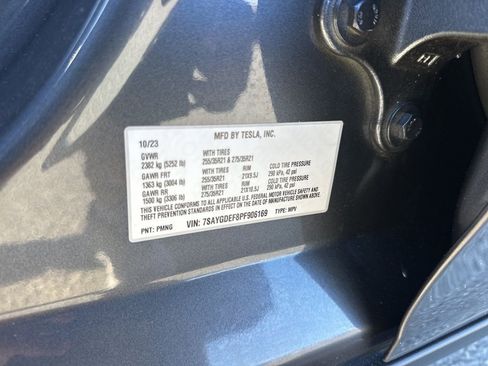 MFD BY TESLA, INC.
10/23
GVWR WITH TIRES
2382 kg (5252 lb) 255/35R21 & 275/35R21
GAWR FRT WITH TIRES RIM COLD TIRE PRESSURE
1363 kg (3004 lb) 255/35R21 21X9.5J 290 kPa, 42 psi
GAWR RR WITH TIRES RIM COLD TIRE PRESSURE
1500 kg (3306 lb) 275/35R21 21X10.5J 290 kPa, 42 psi
THIS VEHICLE CONFORMS TO ALL APPLICABLE U.S. FEDERAL MOTOR VEHICLE SAFETY AND
THEFT PREVENTION STANDARDS IN EFFECT ON THE DATE OF MANUFACTURE SHOWN ABOVE.
PNT: PMNG VIN: 7SAYGDEF8PF906169 TYPE: MPV